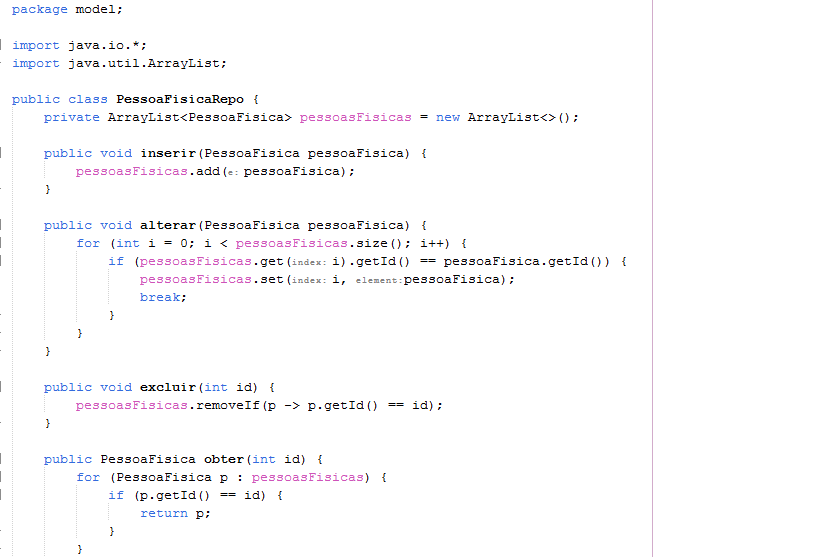 package model;
import java.io.*;
import java.util.ArrayList;
public class PessoaFisicaRepo {
    private ArrayList<PessoaFisica> pessoasFisicas = new ArrayList<>();
    public void inserir(PessoaFisica pessoaFisica) {
        pessoasFisicas.add(e: pessoaFisica);
    }
    public void alterar(PessoaFisica pessoaFisica) {
        for (int i = 0; i < pessoasFisicas.size(); i++) {
            if (pessoasFisicas.get(index: i).getId() == pessoaFisica.getId()) {
                pessoasFisicas.set(index: i, element: pessoaFisica);
                break;
            }
        }
    }
    public void excluir(int id) {
        pessoasFisicas.removeIf(p -> p.getId() == id);
    }
    public PessoaFisica obter(int id) {
        for (PessoaFisica p : pessoasFisicas) {
            if (p.getId() == id) {
                return p;
            }
        }